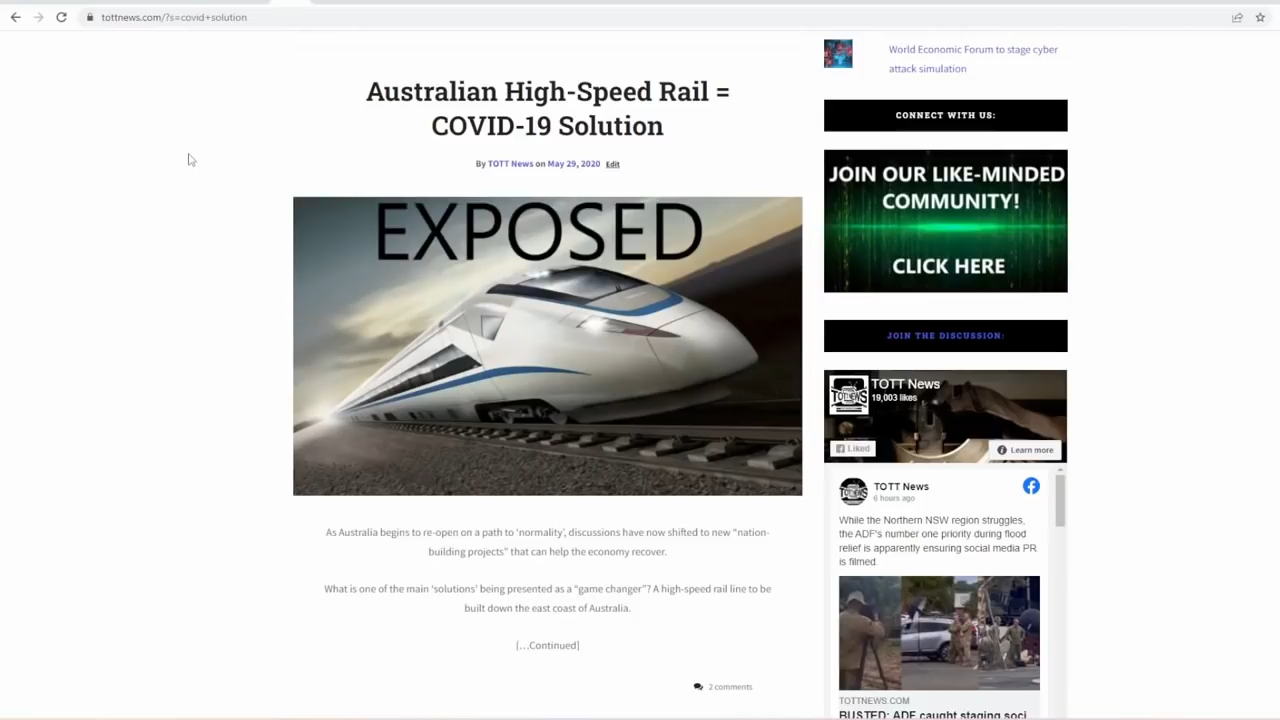 tottnews.com/?s=covid+solution
Australian High-Speed Rail =
COVID-19 Solution
By TOTT News on May 29, 2020 Edit
EXPOSED
As Australia begins to re-open on a path to ‘normality’, discussions have now shifted to new “nation-
building projects” that can help the economy recover.
What is one of the main ‘solutions’ being presented as a “game changer”? A high-speed rail line to be
built down the east coast of Australia.
[…Continued]
2 comments
World Economic Forum to stage cyber
attack simulation
CONNECT WITH US:
JOIN OUR LIKE-MINDED
COMMUNITY!
CLICK HERE
JOIN THE DISCUSSION:
TOTT News
19,003 likes
Liked
Learn more
TOTT News
6 hours ago
While the Northern NSW region struggles,
the ADF's number one priority during flood
relief is apparently ensuring social media PR
is filmed.
TOTTNEWS.COM
BUSTED: ADF caught staging soci